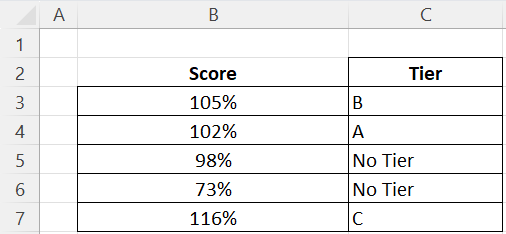 A B C
1
2 Score Tier
3 105% B
4 102% A
5 98% No Tier
6 73% No Tier
7 116% C